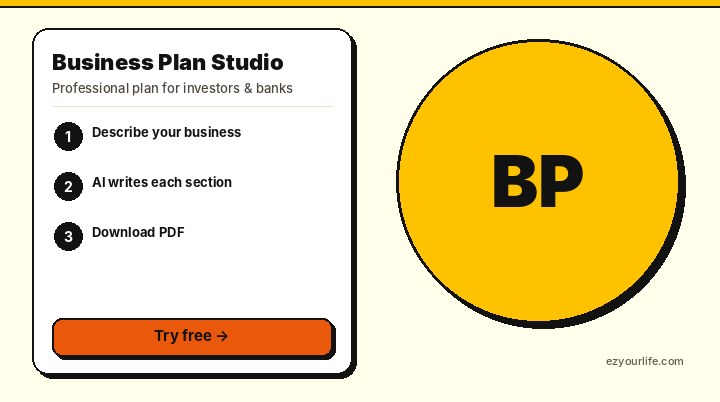 Business Plan Studio
Professional plan for investors & banks
1 Describe your business
2 AI writes each section
3 Download PDF
Try free →
BP
ezyourlife.com